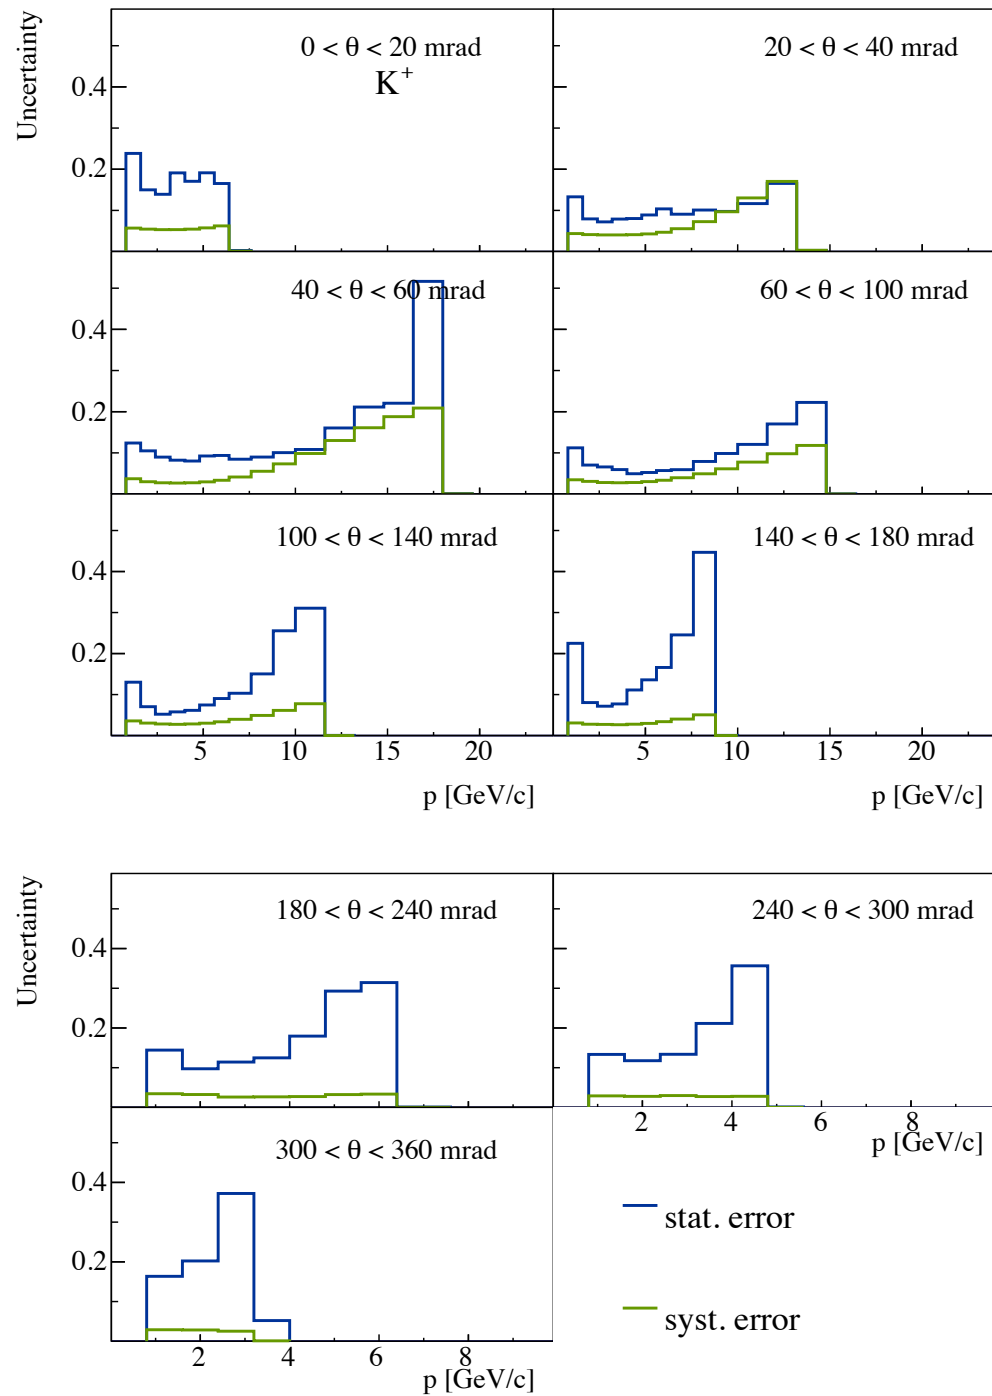 Uncertainty
0 < θ < 20 mrad
K+
20 < θ < 40 mrad
0.4
0.2
40 < θ < 60 mrad
60 < θ < 100 mrad
0.4
0.2
100 < θ < 140 mrad
140 < θ < 180 mrad
0.4
0.2
5 10 15 20
5 10 15 20
p [GeV/c]
p [GeV/c]
Uncertainty
180 < θ < 240 mrad
240 < θ < 300 mrad
0.4
0.2
2 4 6 8
p [GeV/c]
300 < θ < 360 mrad
0.4
0.2
2 4 6 8
p [GeV/c]
stat. error
syst. error